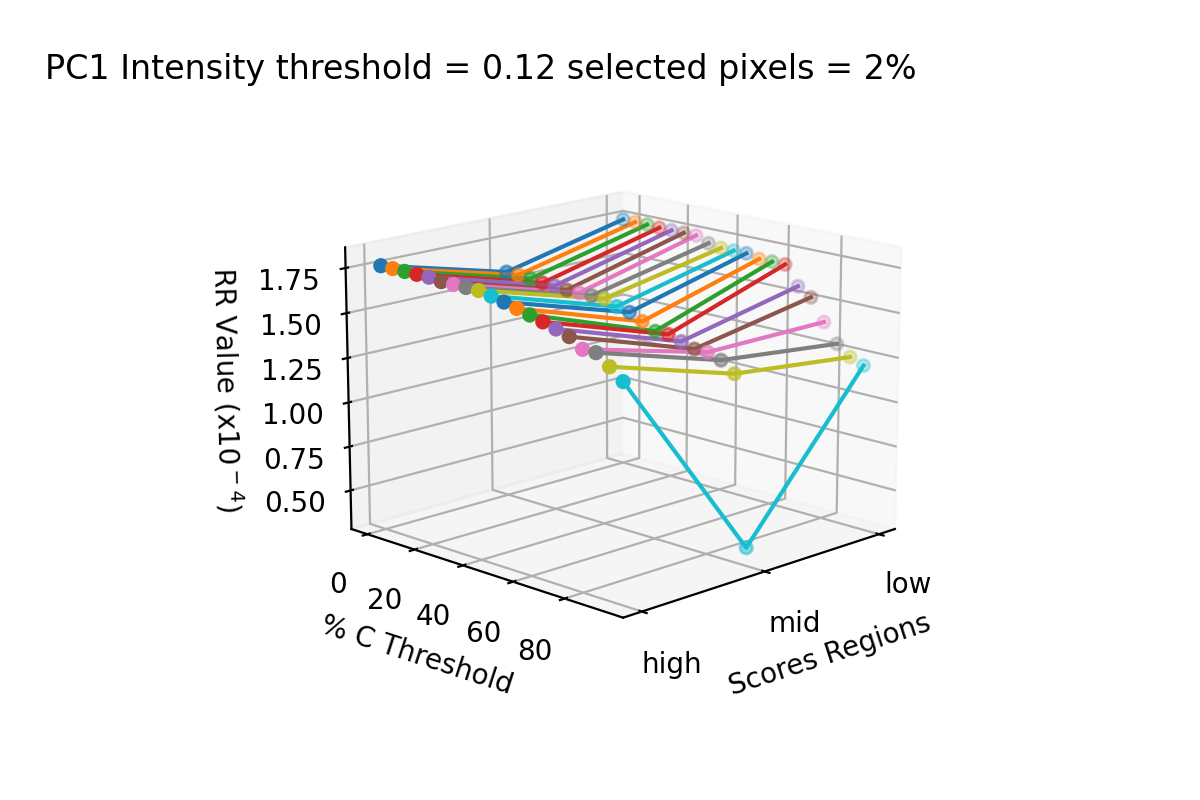 PC1 Intensity threshold = 0.12 selected pixels = 2%
RR Value (x10⁻⁴)
1.75
1.50
1.25
1.00
0.75
0.50
0
20
40
60
80
% C Threshold
high
mid
low
Scores Regions